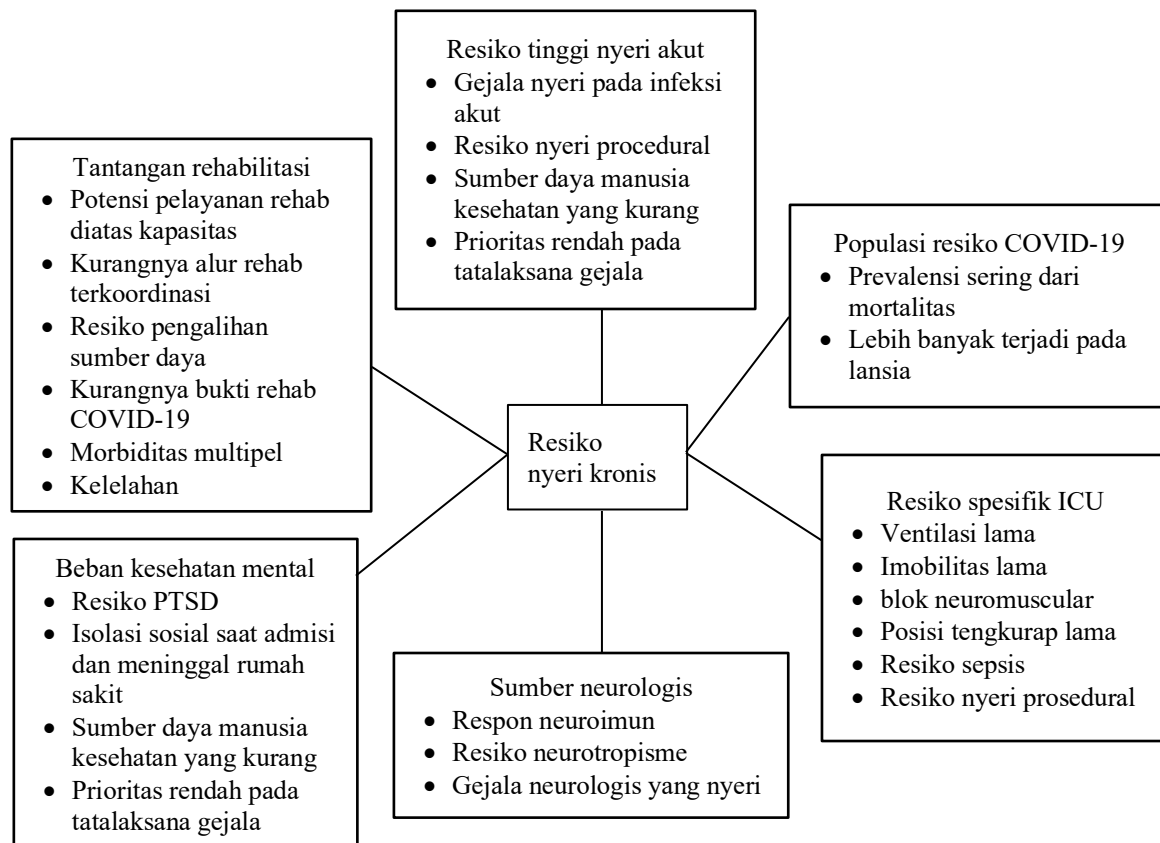 Resiko tinggi nyeri akut
• Gejala nyeri pada infeksi
akut
• Resiko nyeri procedural
• Sumber daya manusia
kesehatan yang kurang
• Prioritas rendah pada
tatalaksana gejala
Tantangan rehabilitasi
• Potensi pelayanan rehab
diatas kapasitas
• Kurangnya alur rehab
terkoordinasi
• Resiko pengalihan
sumber daya
• Kurangnya bukti rehab
COVID-19
• Morbiditas multipel
• Kelelahan
Populasi resiko COVID-19
• Prevalensi sering dari
mortalitas
• Lebih banyak terjadi pada
lansia
Resiko
nyeri kronis
Resiko spesifik ICU
• Ventilasi lama
• Imobilitas lama
• blok neuromuscular
• Posisi tengkurap lama
• Resiko sepsis
• Resiko nyeri prosedural
Beban kesehatan mental
• Resiko PTSD
• Isolasi sosial saat admisi
dan meninggal rumah
sakit
• Sumber daya manusia
kesehatan yang kurang
• Prioritas rendah pada
tatalaksana gejala
Sumber neurologis
• Respon neuroimun
• Resiko neurotropisme
• Gejala neurologis yang nyeri